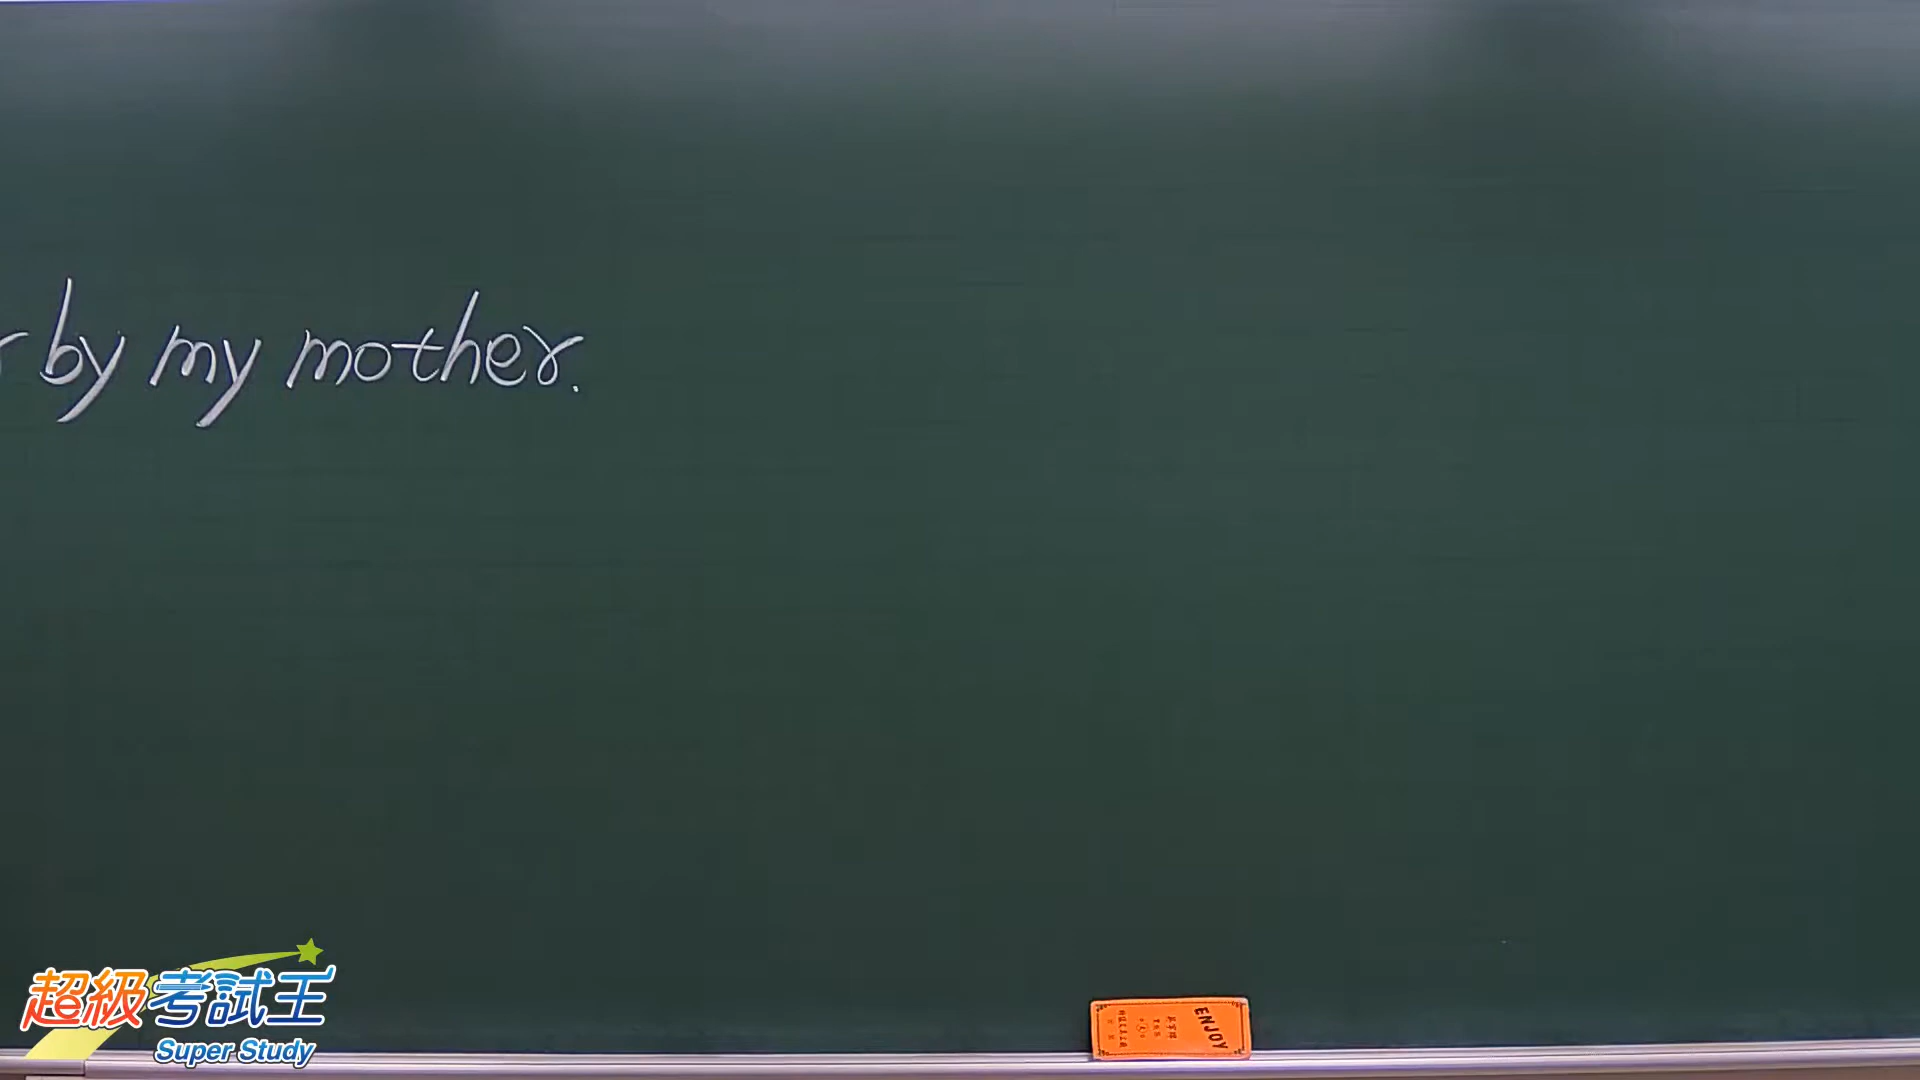 by my mother.
ENJOY
超級考試王
Super Study